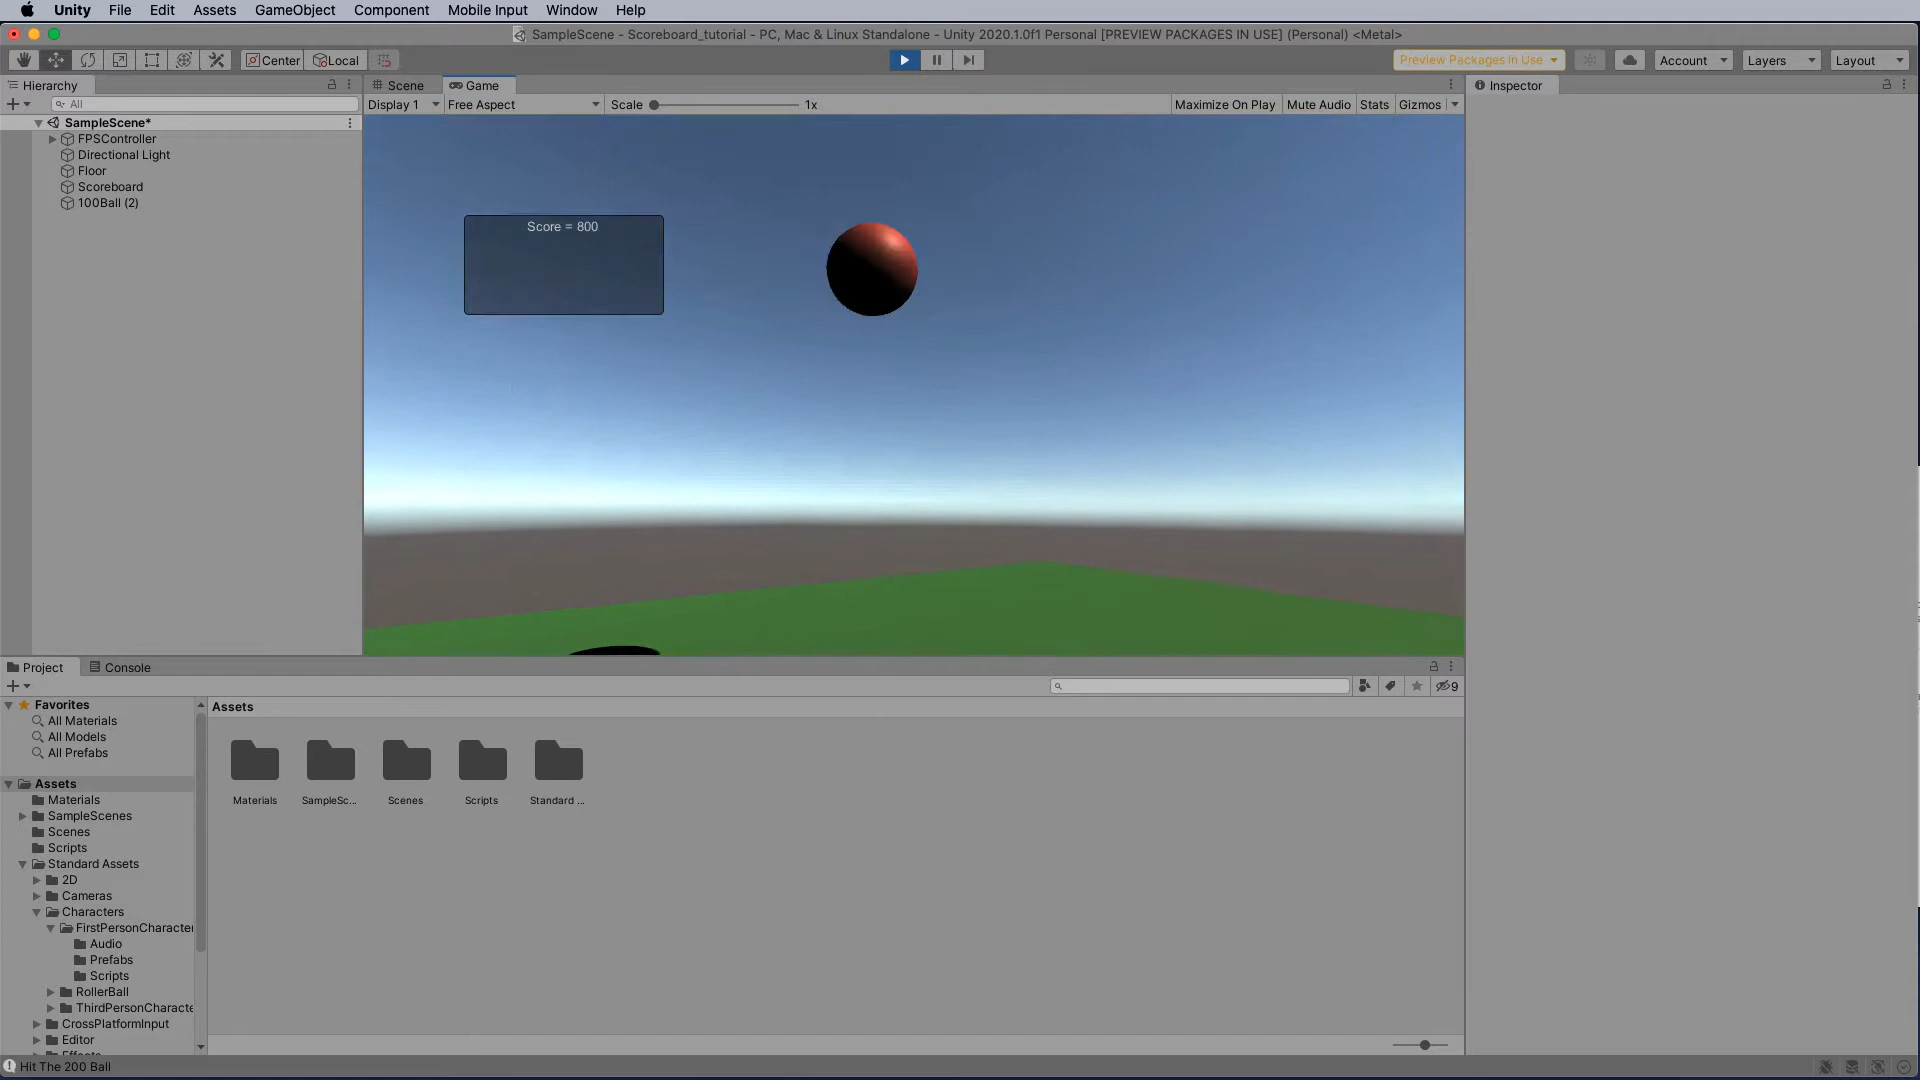 Unity File Edit Assets GameObject Component Mobile Input Window Help
SampleScene - Scoreboard_tutorial - PC, Mac & Linux Standalone - Unity 2020.1.0f1 Personal [PREVIEW PACKAGES IN USE] (Personal) <Metal>
Center Local Preview Packages In Use Account Layers Layout
Hierarchy Scene Game Inspector
All Display 1 Free Aspect Scale 1x Maximize On Play Mute Audio Stats Gizmos
SampleScene*
FPSController
Directional Light
Floor
Scoreboard
100Ball (2)
Score = 800
Project Console
9
Favorites
All Materials
All Models
All Prefabs
Assets
Materials
SampleScenes
Scenes
Scripts
Standard Assets
2D
Cameras
Characters
FirstPersonCharacter
Audio
Prefabs
Scripts
RollerBall
ThirdPersonCharacte
CrossPlatformInput
Editor
Effects
Assets
Materials SampleSc... Scenes Scripts Standard ...
Hit The 200 Ball